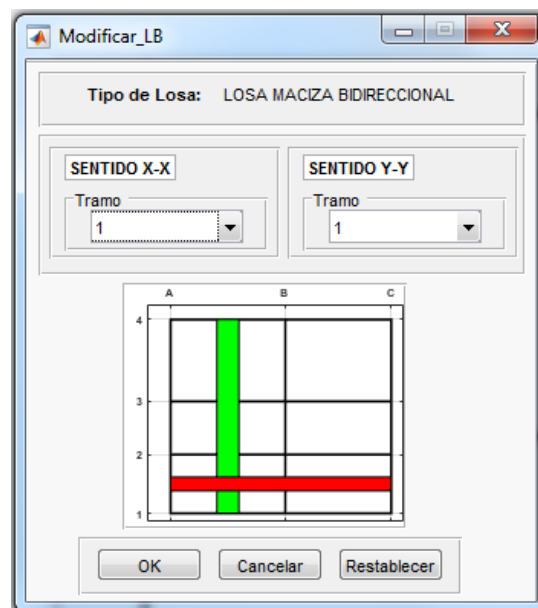 Modificar_LB
Tipo de Losa: LOSA MACIZA BIDIRECCIONAL
SENTIDO X-X
Tramo
1
SENTIDO Y-Y
Tramo
1
A B C
4
3
2
1
OK Cancelar Restablecer